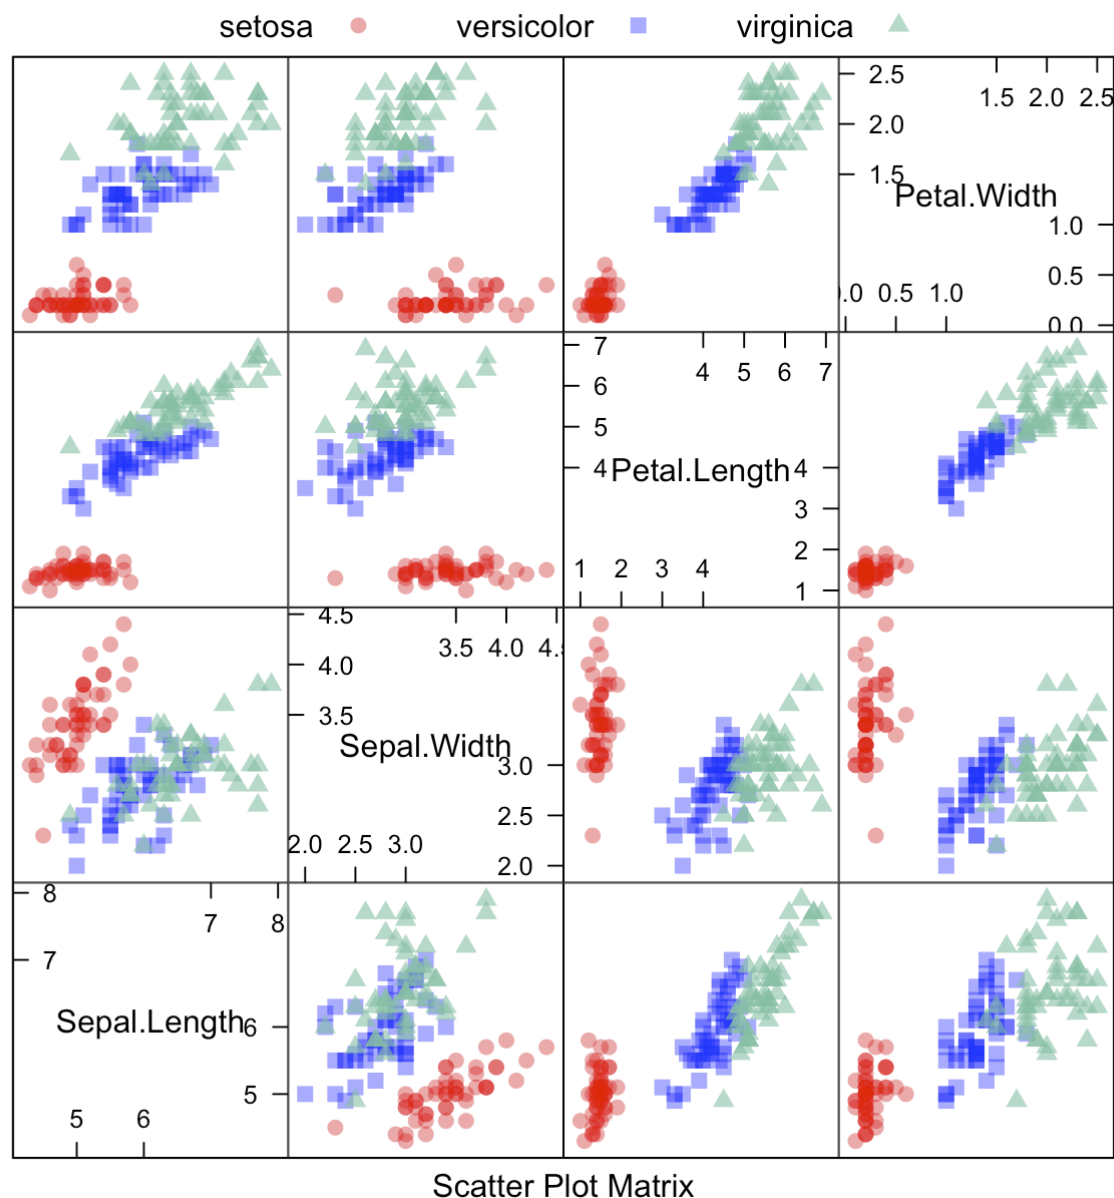 setosa versicolor virginica
2.5
1.5 2.0 2.5
2.0
1.5
Petal.Width
1.0
0.5
.0 0.5 1.0
0.0
7
4 5 6 7
6
5
4 Petal.Length 4
3
2
1 2 3 4
1
4.5
3.5 4.0 4.5
4.0
3.5
Sepal.Width
3.0
2.5
2.0 2.5 3.0
2.0
8
7 8
7
Sepal.Length 6
5
5 6
Scatter Plot Matrix